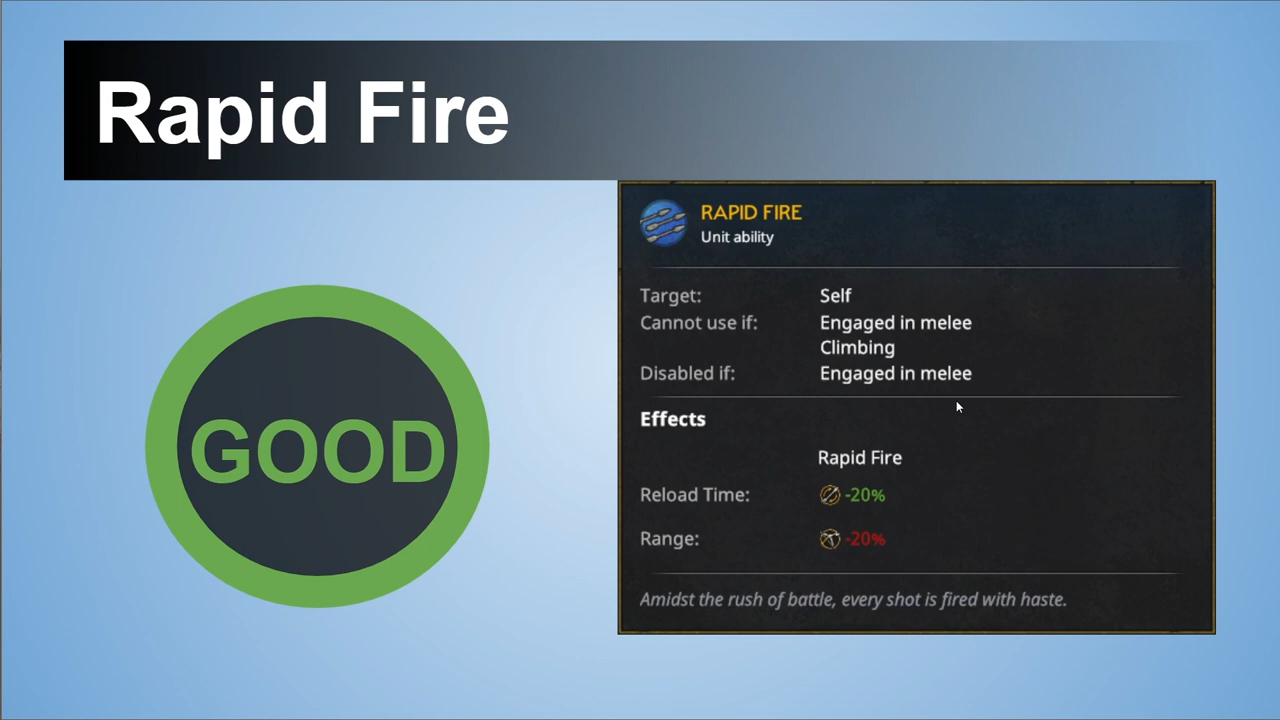 Rapid Fire
GOOD
RAPID FIRE
Unit ability
Target: Self
Cannot use if: Engaged in melee
Climbing
Disabled if: Engaged in melee
Effects
Rapid Fire
Reload Time: -20%
Range: -20%
Amidst the rush of battle, every shot is fired with haste.